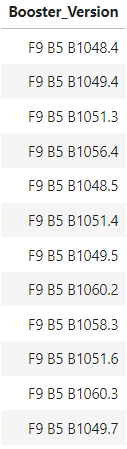 Booster_Version
F9 B5 B1048.4
F9 B5 B1049.4
F9 B5 B1051.3
F9 B5 B1056.4
F9 B5 B1048.5
F9 B5 B1051.4
F9 B5 B1049.5
F9 B5 B1060.2
F9 B5 B1058.3
F9 B5 B1051.6
F9 B5 B1060.3
F9 B5 B1049.7